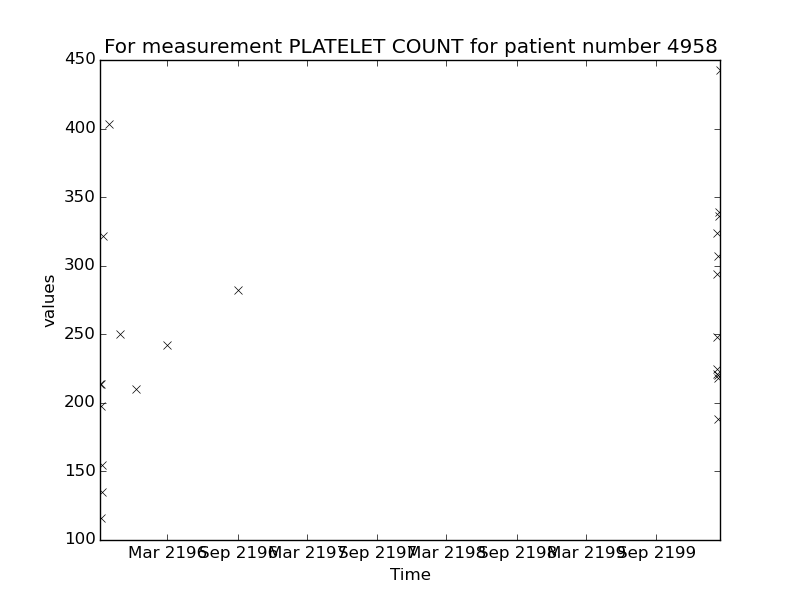 For measurement PLATELET COUNT for patient number 4958
450
400
350
300
250
200
150
100
values
Mar 2196 Sep 2196 Mar 2197 Sep 2197 Mar 2198 Sep 2198 Mar 2199 Sep 2199
Time